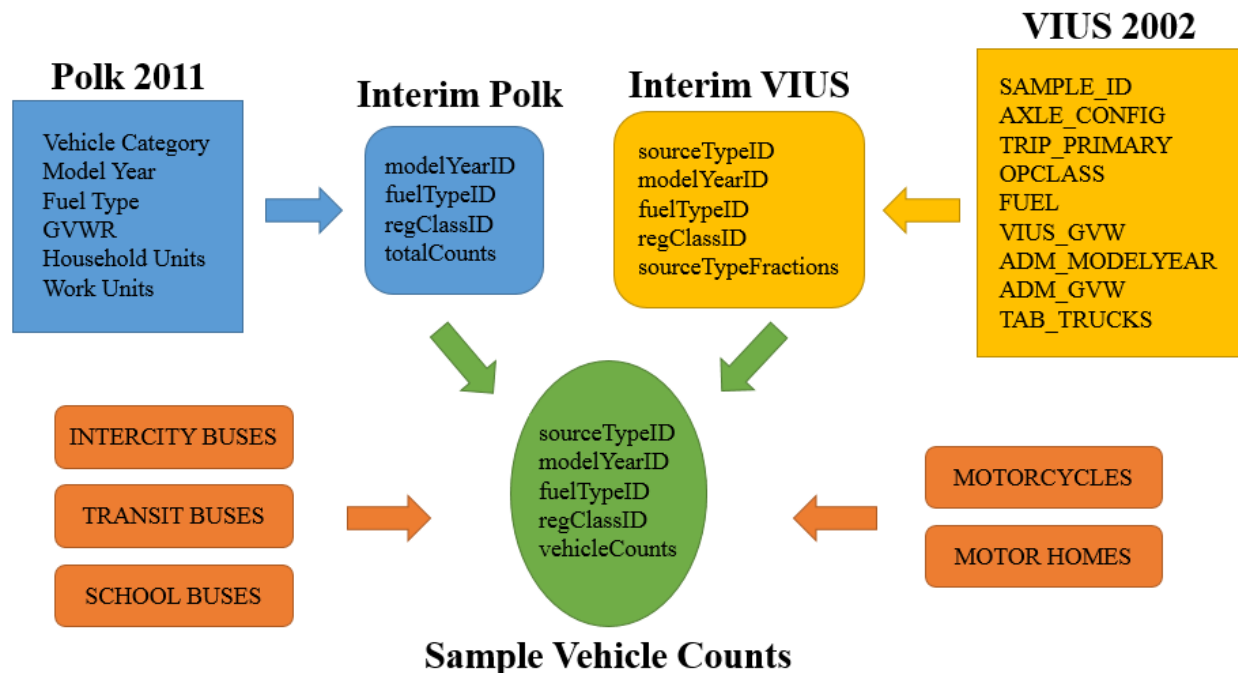 Polk 2011
Vehicle Category
Model Year
Fuel Type
GVWR
Household Units
Work Units
Interim Polk
modelYearID
fuelTypeID
regClassID
totalCounts
Interim VIUS
sourceTypeID
modelYearID
fuelTypeID
regClassID
sourceTypeFractions
VIUS 2002
SAMPLE_ID
AXLE_CONFIG
TRIP_PRIMARY
OPCLASS
FUEL
VIUS_GVW
ADM_MODELYEAR
ADM_GVW
TAB_TRUCKS
INTERCITY BUSES
TRANSIT BUSES
SCHOOL BUSES
sourceTypeID
modelYearID
fuelTypeID
regClassID
vehicleCounts
MOTORCYCLES
MOTOR HOMES
Sample Vehicle Counts